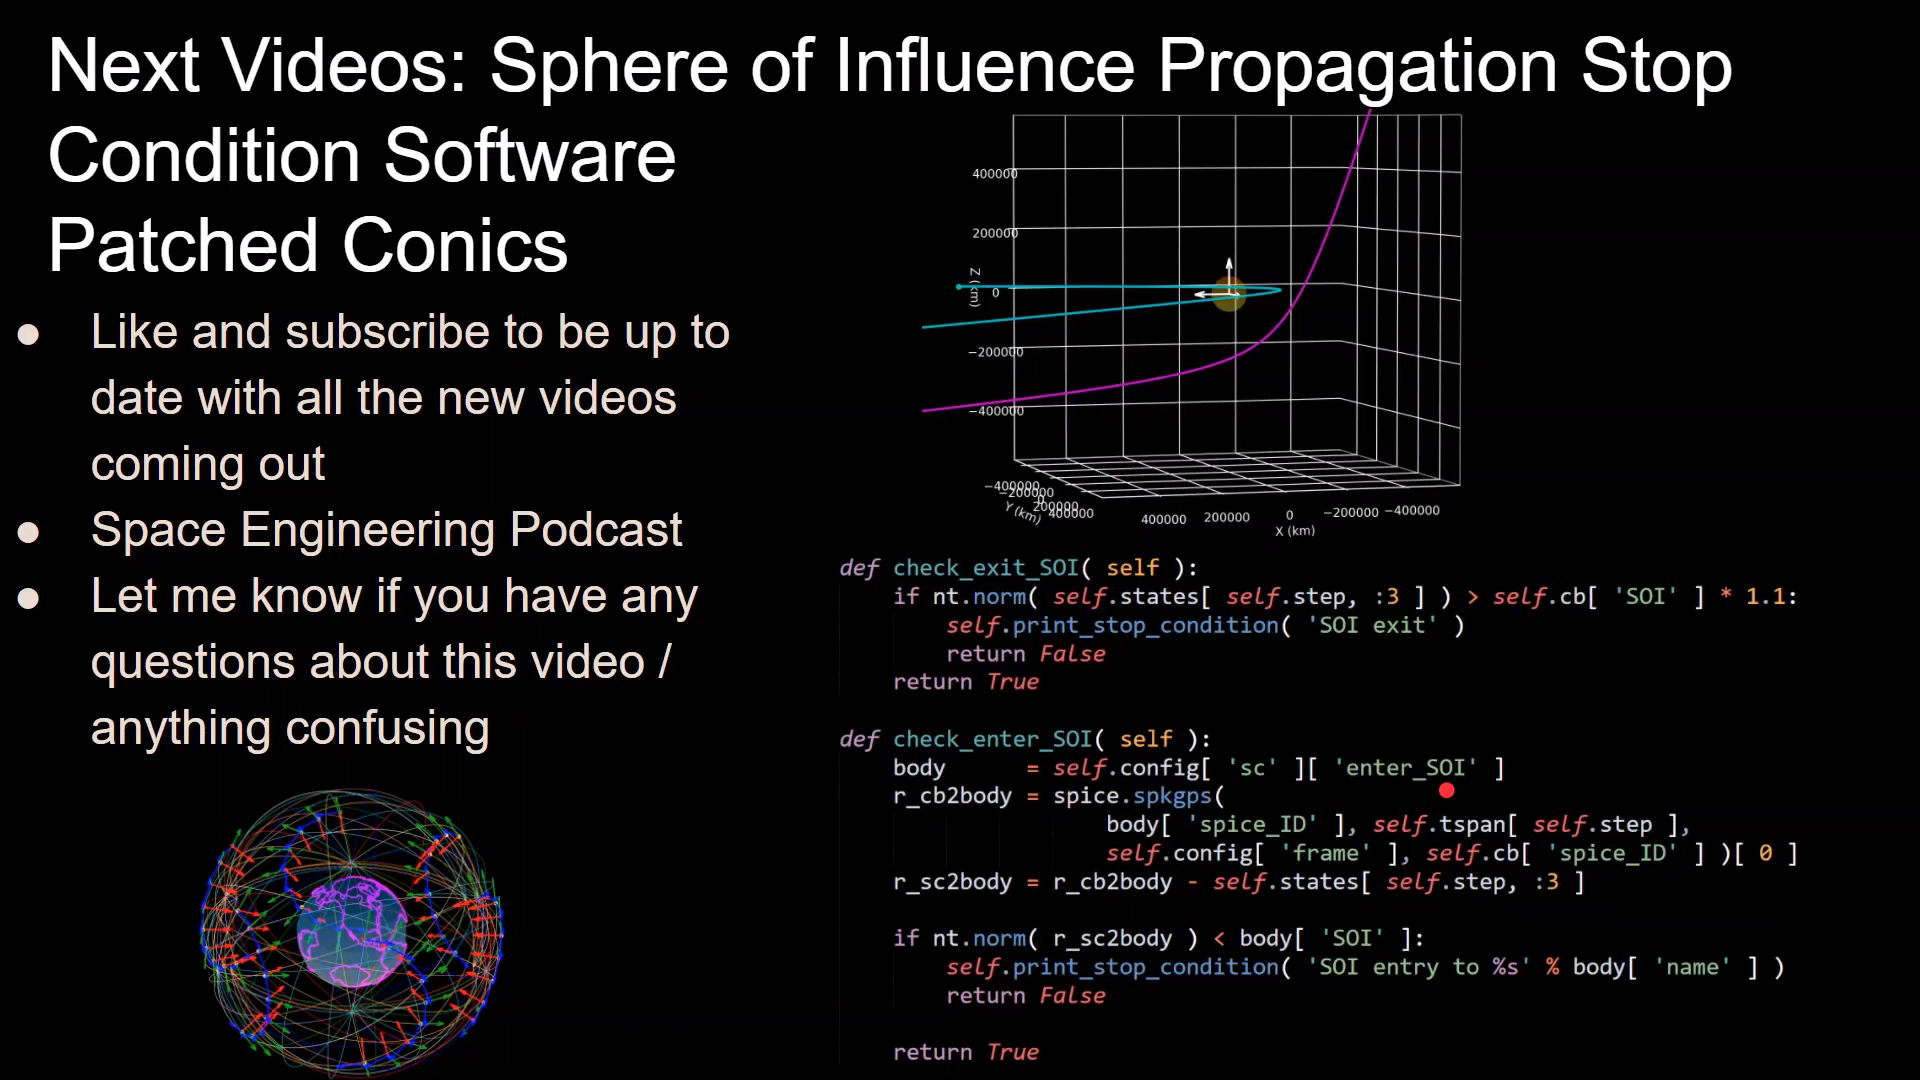 Next Videos: Sphere of Influence Propagation Stop
Condition Software
Patched Conics
● Like and subscribe to be up to
date with all the new videos
coming out
● Space Engineering Podcast
● Let me know if you have any
questions about this video /
anything confusing
400000
200000
Z (km)
0
−200000
−400000
−400000
−200000
0
200000
400000
Y (km)
400000 200000 0 −200000 −400000
X (km)
def check_exit_SOI( self ):
if nt.norm( self.states[ self.step, :3 ] ) > self.cb[ 'SOI' ] * 1.1:
self.print_stop_condition( 'SOI exit' )
return False
return True
def check_enter_SOI( self ):
body = self.config[ 'sc' ][ 'enter_SOI' ]
r_cb2body = spice.spkgps(
body[ 'spice_ID' ], self.tspan[ self.step ],
self.config[ 'frame' ], self.cb[ 'spice_ID' ] )[ 0 ]
r_sc2body = r_cb2body - self.states[ self.step, :3 ]
if nt.norm( r_sc2body ) < body[ 'SOI' ]:
self.print_stop_condition( 'SOI entry to %s' % body[ 'name' ] )
return False
return True